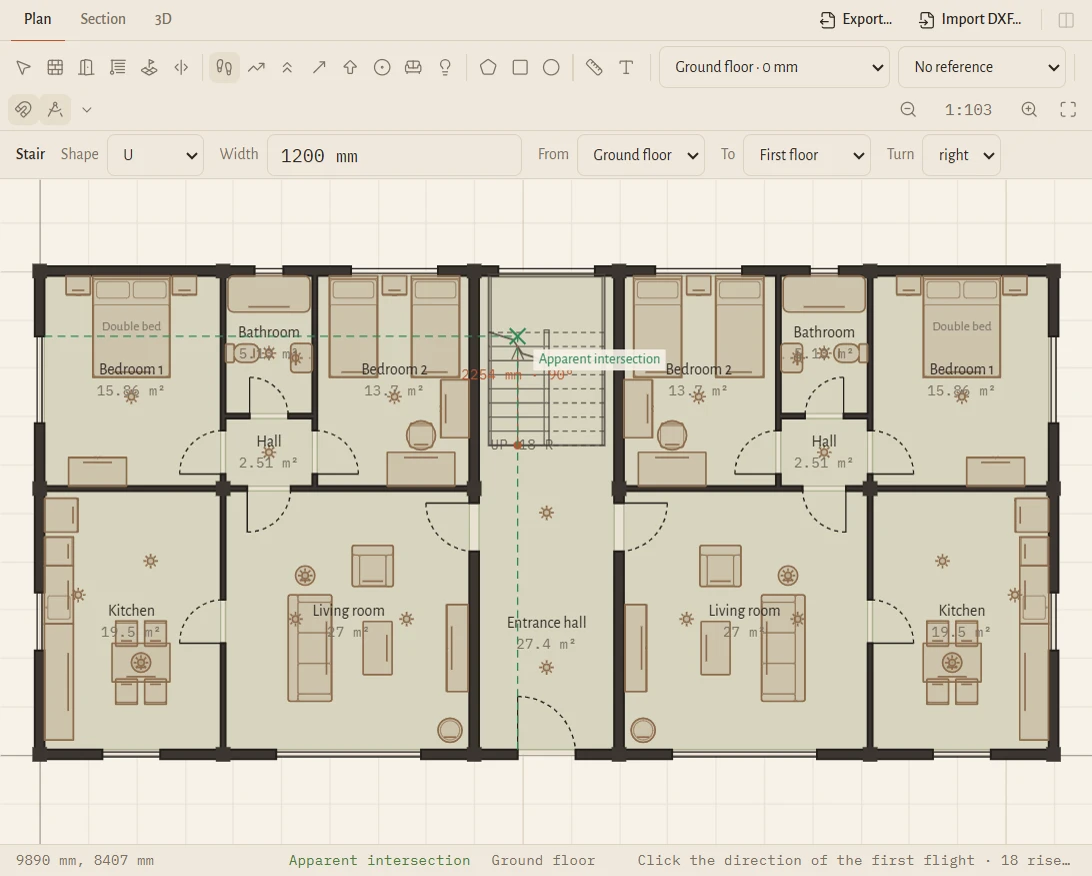 Plan Section 3D Export... Import DXF...
Ground floor · 0 mm No reference
1:103
Stair Shape U Width 1200 mm From Ground floor To First floor Turn right
Double bed
Bedroom 1
15.86 m²
Bathroom
Bedroom 2
13.7 m²
Hall
2.51 m²
Apparent intersection
2254 mm · 90°
UP 18 R
Bedroom 2
13.7 m²
Bathroom
Hall
2.51 m²
Double bed
Bedroom 1
15.86 m²
Kitchen
19.5 m²
Living room
27 m²
Entrance hall
27.4 m²
Living room
27 m²
Kitchen
19.5 m²
9890 mm, 8407 mm Apparent intersection Ground floor Click the direction of the first flight · 18 rise…